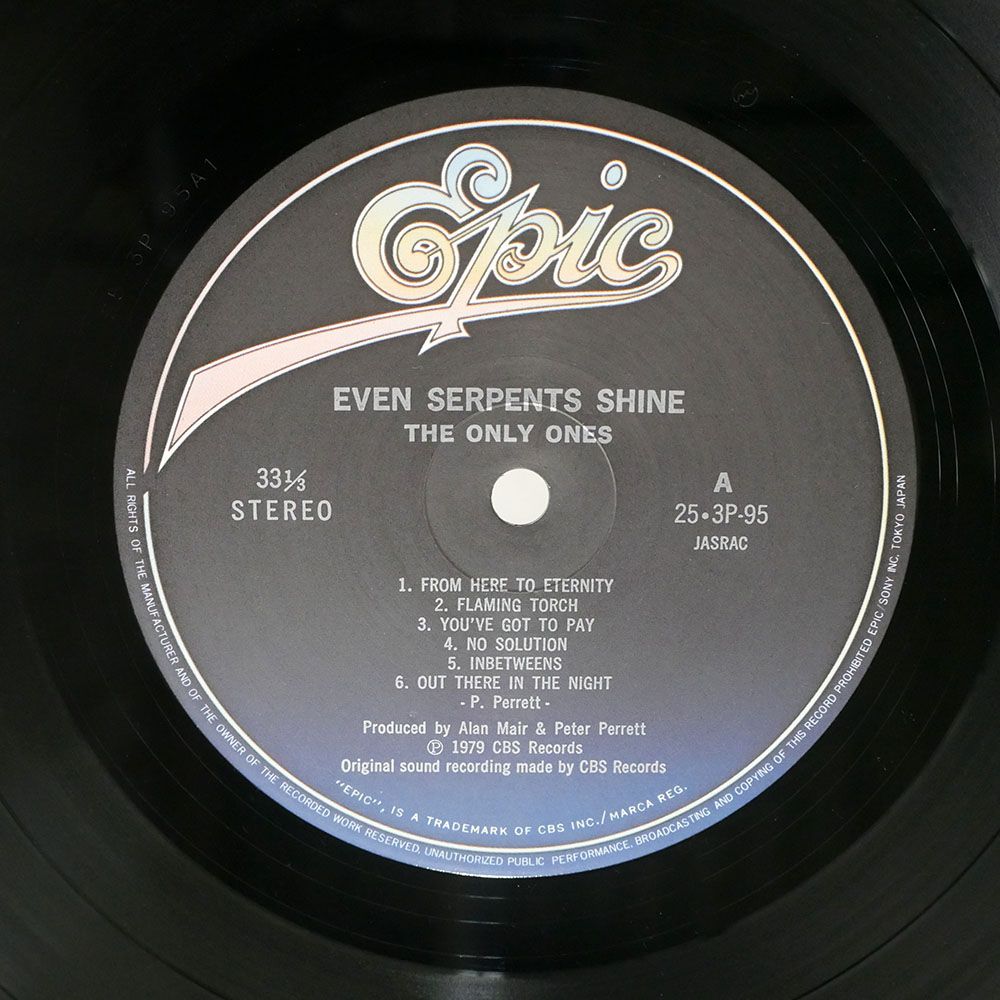 Epic
EVEN SERPENTS SHINE
THE ONLY ONES
33⅓
STEREO
A
25・3P-95
JASRAC
1. FROM HERE TO ETERNITY
2. FLAMING TORCH
3. YOU'VE GOT TO PAY
4. NO SOLUTION
5. INBETWEENS
6. OUT THERE IN THE NIGHT
- P. Perrett -
Produced by Alan Mair & Peter Perrett
Ⓟ 1979 CBS Records
Original sound recording made by CBS Records
"EPIC", IS A TRADEMARK OF CBS INC./MARCA REG.
ALL RIGHTS OF THE MANUFACTURER AND OF THE OWNER OF THE RECORDED WORK RESERVED, UNAUTHORIZED PUBLIC PERFORMANCE, BROADCASTING AND COPYING OF THIS RECORD PROHIBITED EPIC/SONY INC. TOKYO JAPAN
95A1